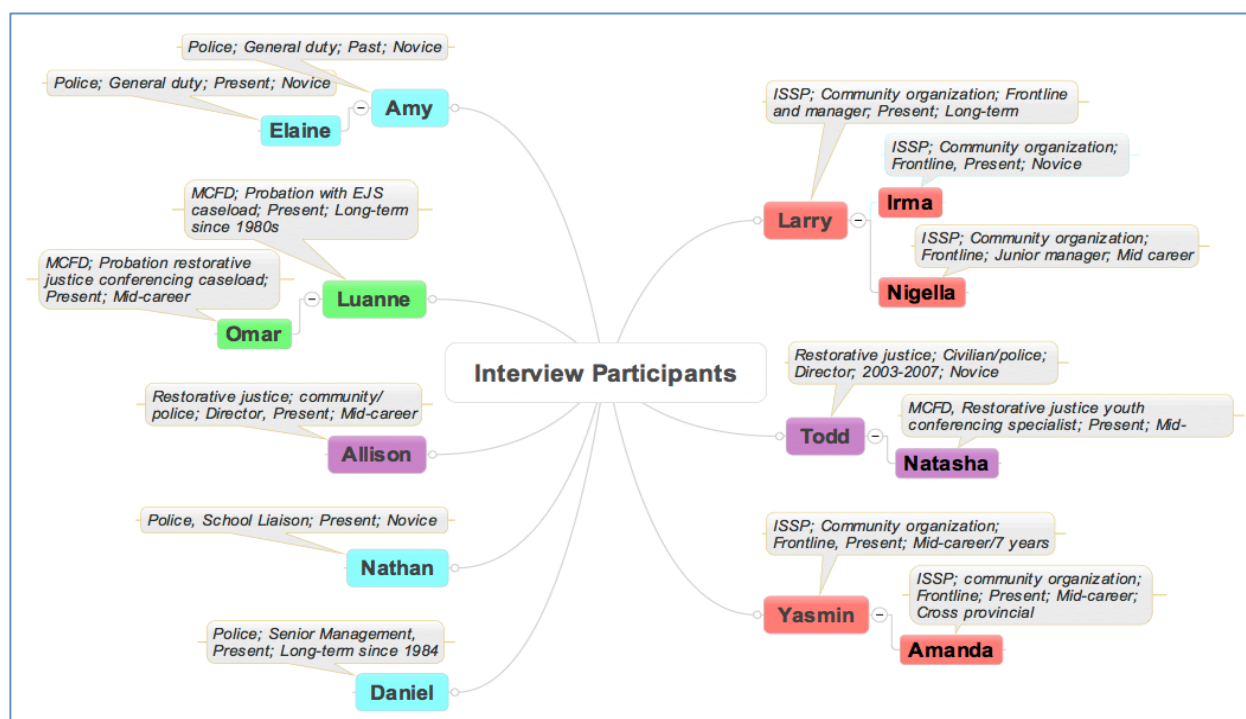 Police; General duty; Past; Novice
Police; General duty; Present; Novice
Amy
Elaine
MCFD; Probation with EJS
caseload; Present; Long-term
since 1980s
MCFD; Probation restorative
justice conferencing caseload;
Present; Mid-career
Luanne
Omar
Restorative justice; community/
police; Director, Present; Mid-career
Allison
Police, School Liaison; Present; Novice
Nathan
Police; Senior Management,
Present; Long-term since 1984
Daniel
Interview Participants
ISSP; Community organization; Frontline
and manager; Present; Long-term
ISSP; Community organization;
Frontline, Present; Novice
Irma
Larry
ISSP; Community organization;
Frontline; Junior manager; Mid career
Nigella
Restorative justice; Civilian/police;
Director; 2003-2007; Novice
MCFD, Restorative justice youth
conferencing specialist; Present; Mid-
Todd
Natasha
ISSP; Community organization;
Frontline, Present; Mid-career/7 years
ISSP; community organization;
Frontline; Present; Mid-career;
Cross provincial
Yasmin
Amanda